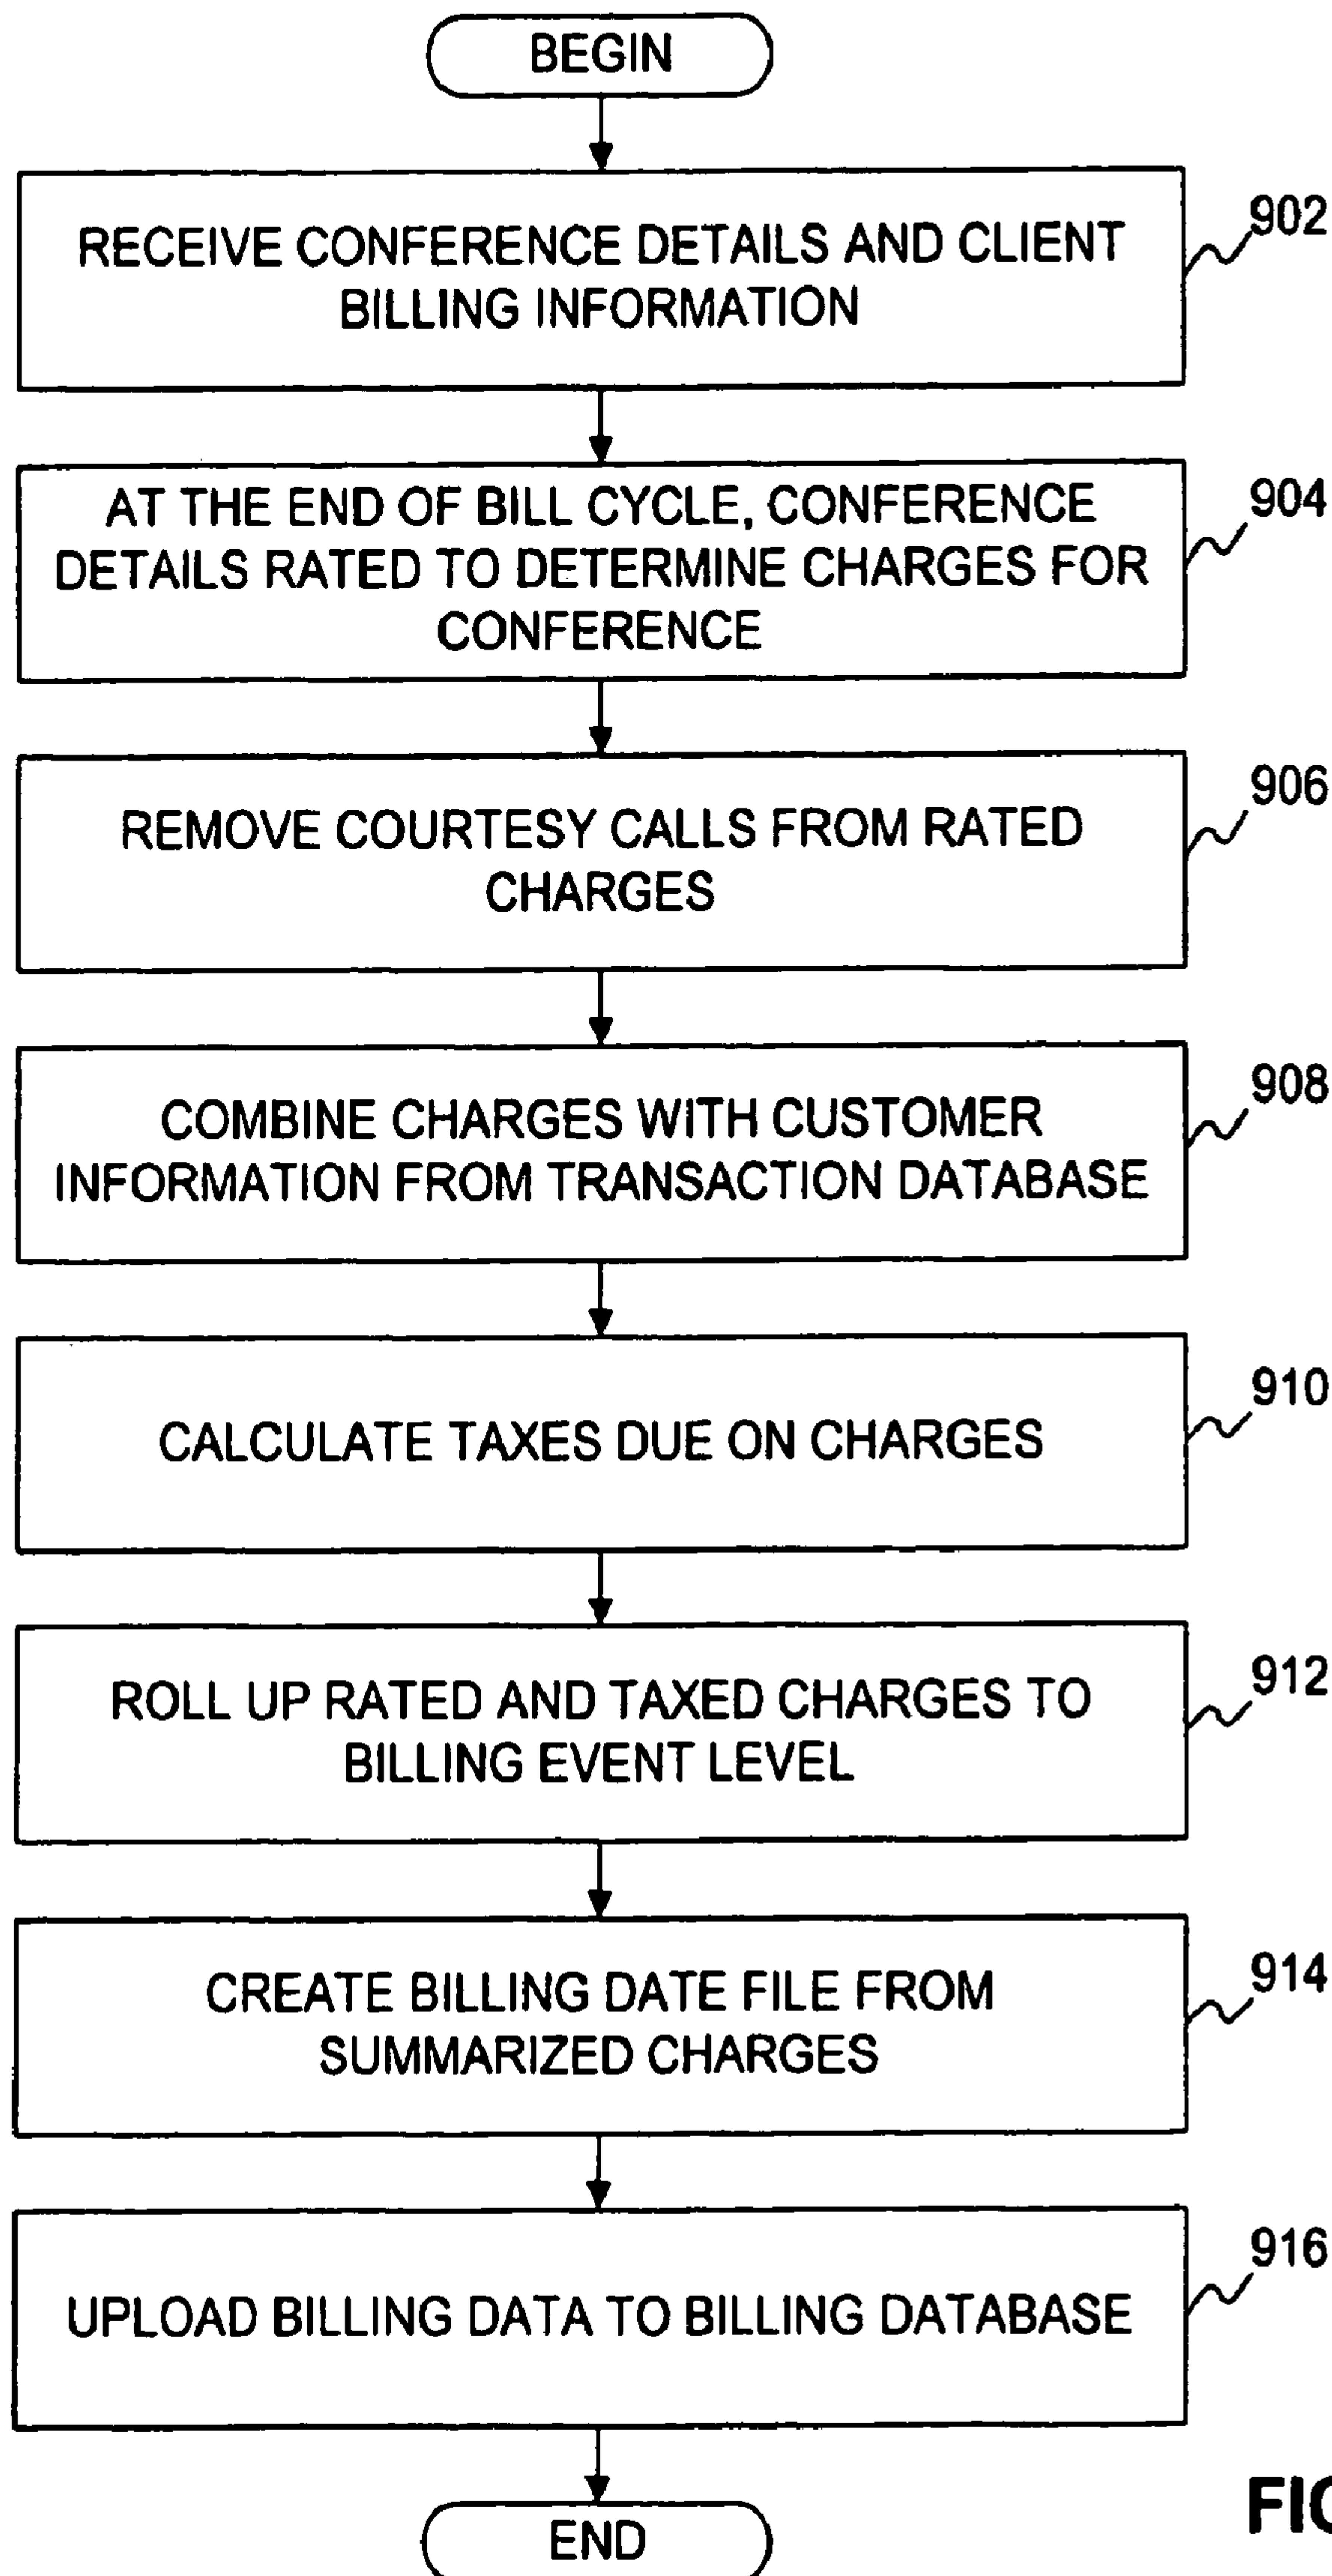 BEGIN
RECEIVE CONFERENCE DETAILS AND CLIENT
BILLING INFORMATION
902
AT THE END OF BILL CYCLE, CONFERENCE
DETAILS RATED TO DETERMINE CHARGES FOR
CONFERENCE
904
REMOVE COURTESY CALLS FROM RATED
CHARGES
906
COMBINE CHARGES WITH CUSTOMER
INFORMATION FROM TRANSACTION DATABASE
908
CALCULATE TAXES DUE ON CHARGES
910
ROLL UP RATED AND TAXED CHARGES TO
BILLING EVENT LEVEL
912
CREATE BILLING DATE FILE FROM
SUMMARIZED CHARGES
914
UPLOAD BILLING DATA TO BILLING DATABASE
916
END